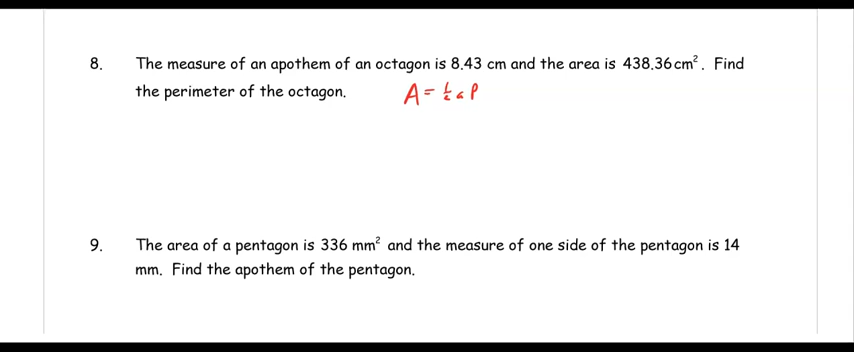 8. The measure of an apothem of an octagon is 8.43 cm and the area is 438.36 cm². Find
the perimeter of the octagon. A = ½ a P
9. The area of a pentagon is 336 mm² and the measure of one side of the pentagon is 14
mm. Find the apothem of the pentagon.